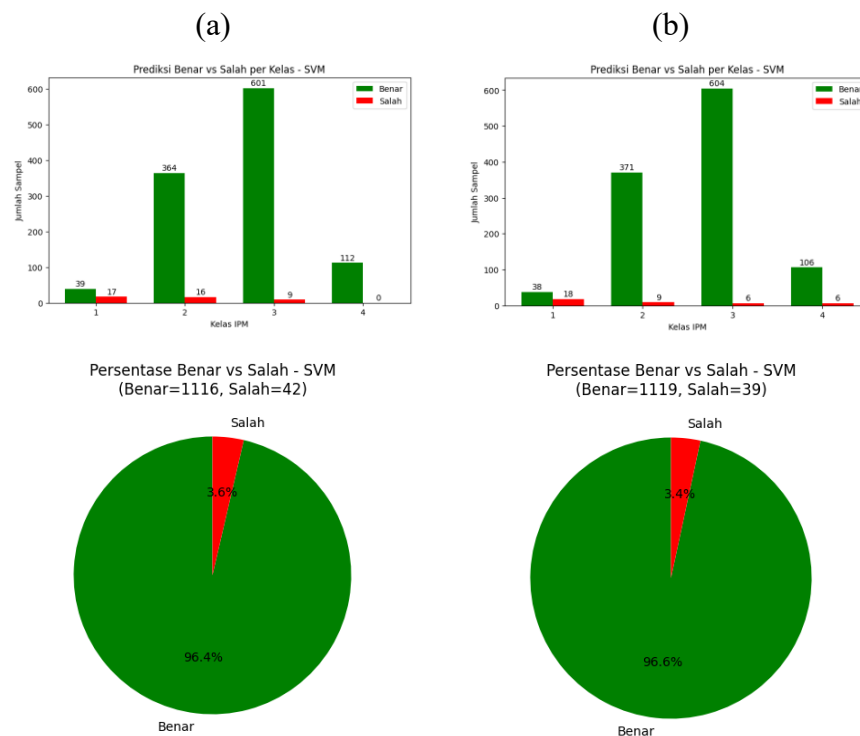 (a)
Prediksi Benar vs Salah per Kelas - SVM
Benar
Salah
Jumlah Sampel
600
500
400
300
200
100
0
39
17
364
16
601
9
112
0
1
2
3
4
Kelas IPM
Persentase Benar vs Salah - SVM
(Benar=1116, Salah=42)
Salah
3.6%
96.4%
Benar
(b)
Prediksi Benar vs Salah per Kelas - SVM
Benar
Salah
Jumlah Sampel
600
500
400
300
200
100
0
38
18
371
9
604
6
106
6
1
2
3
4
Kelas IPM
Persentase Benar vs Salah - SVM
(Benar=1119, Salah=39)
Salah
3.4%
96.6%
Benar